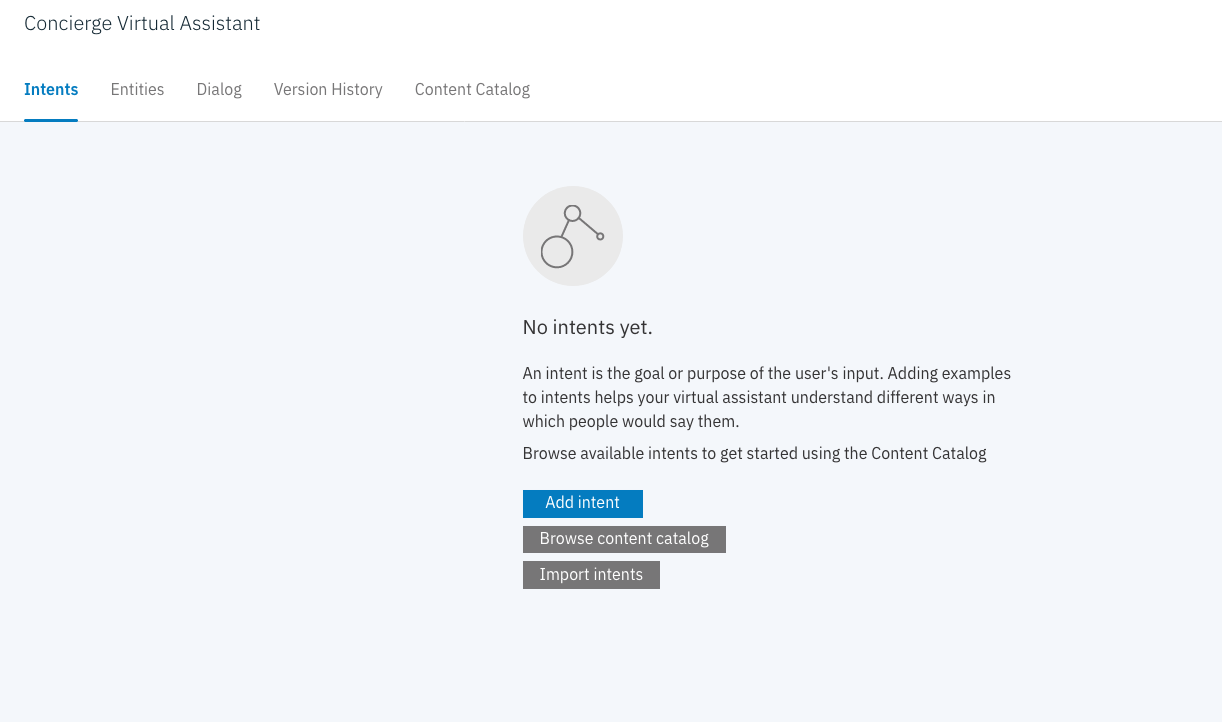 Concierge Virtual Assistant
Intents Entities Dialog Version History Content Catalog
No intents yet.
An intent is the goal or purpose of the user's input. Adding examples
to intents helps your virtual assistant understand different ways in
which people would say them.
Browse available intents to get started using the Content Catalog
Add intent
Browse content catalog
Import intents